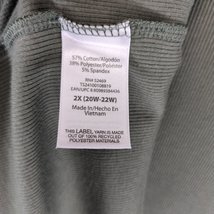 57% Cotton/Algodón
38% Polyester/Poliéster
5% Spandex
RN# 52469
2X (20W-22W)
Made in/Hecho En
Vietnam
This LABEL YARN IS MADE
OUT OF 100% RECYCLED
POLYESTER MATERIALS